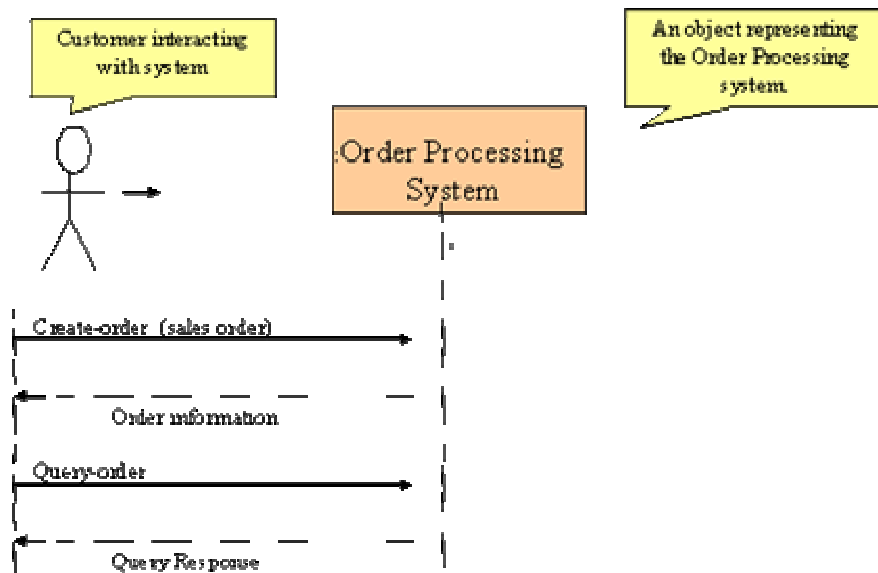 Customer interacting
with system
An object representing
the Order Processing
system.
:Order Processing
System
Create-order (sales order)
Order information
Query-order
Query Response